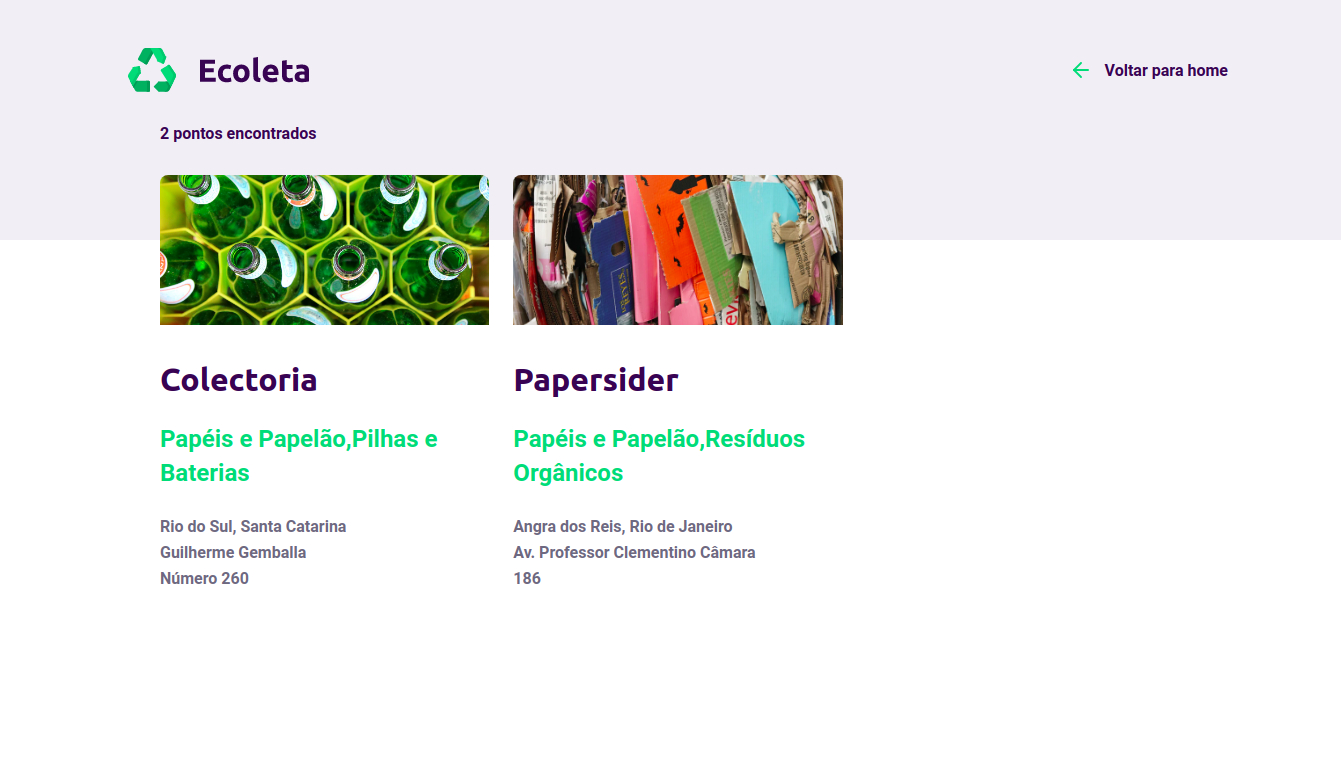 Ecoleta
Voltar para home
2 pontos encontrados
REYES
Colectoria
Papersider
Papéis e Papelão,Pilhas e
Baterias
Papéis e Papelão,Resíduos
Orgânicos
Rio do Sul, Santa Catarina
Guilherme Gemballa
Número 260
Angra dos Reis, Rio de Janeiro
Av. Professor Clementino Câmara
186